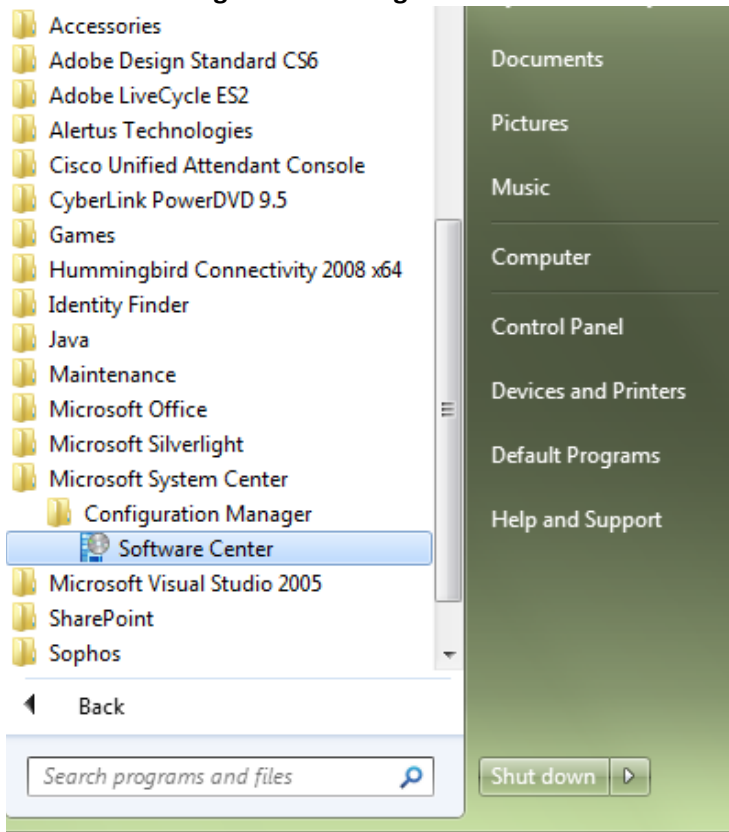 Accessories
Adobe Design Standard CS6
Adobe LiveCycle ES2
Alertus Technologies
Cisco Unified Attendant Console
CyberLink PowerDVD 9.5
Games
Hummingbird Connectivity 2008 x64
Identity Finder
Java
Maintenance
Microsoft Office
Microsoft Silverlight
Microsoft System Center
Configuration Manager
Software Center
Microsoft Visual Studio 2005
SharePoint
Sophos
Back
Search programs and files
Documents
Pictures
Music
Computer
Control Panel
Devices and Printers
Default Programs
Help and Support
Shut down